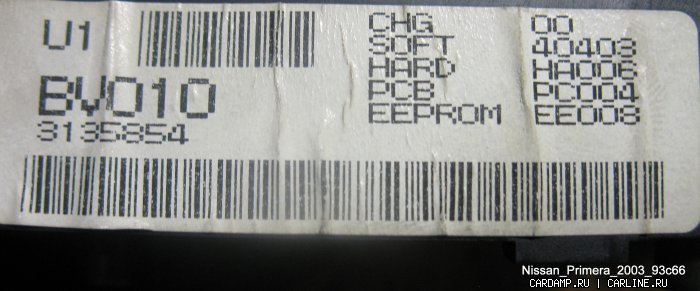 U1
BV010
3135854
CHG 00
SOFT 40403
HARD HA006
PCB PC004
EEPROM EE008
Nissan_Primera_2003_93c66
CARDAMP.RU | CARLINE.RU